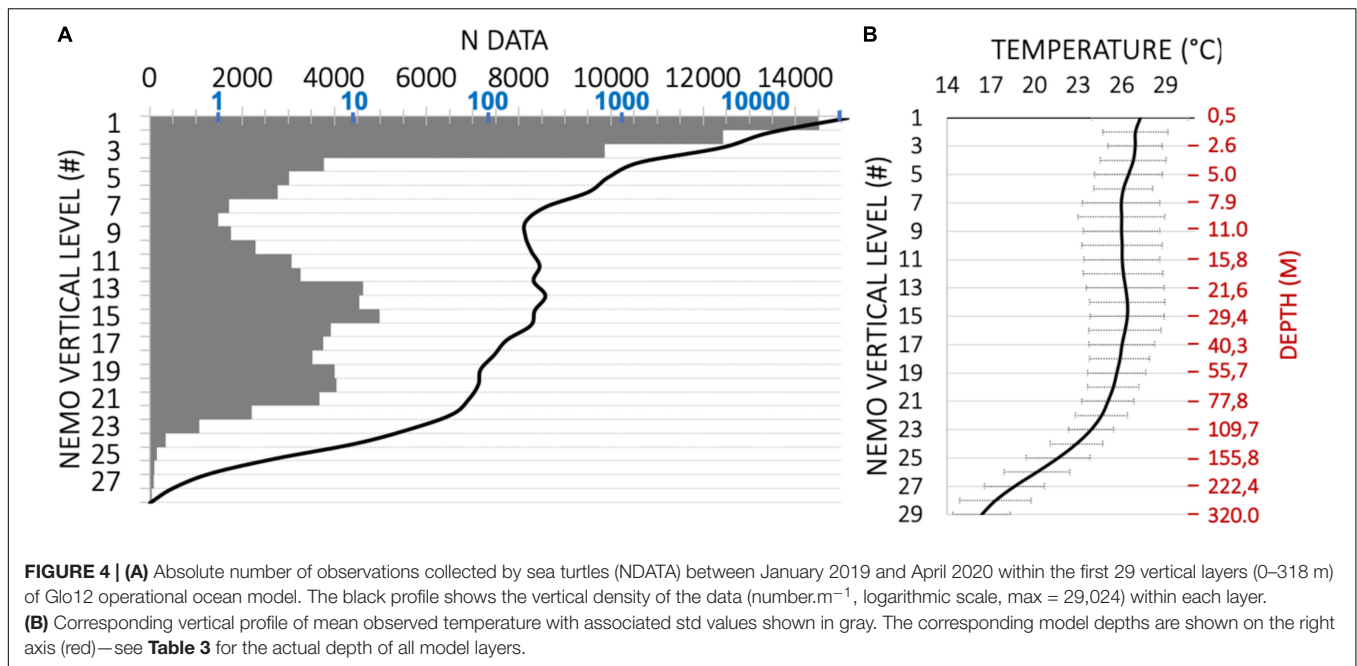 A
N DATA
0 2000 4000 6000 8000 10000 12000 14000
1 10 100 1000 10000
NEMO VERTICAL LEVEL (#)
1
3
5
7
9
11
13
15
17
19
21
23
25
27
B
TEMPERATURE (°C)
14 17 20 23 26 29
NEMO VERTICAL LEVEL (#)
1 0,5
3 2.6
5 5.0
7 7.9
9 11.0
11 15,8
13 21,6
15 29,4
17 40,3
19 55,7
21 77,8
23 109,7
25 155,8
27 222,4
29 320.0
DEPTH (M)
FIGURE 4 | (A) Absolute number of observations collected by sea turtles (NDATA) between January 2019 and April 2020 within the first 29 vertical layers (0–318 m)
of Glo12 operational ocean model. The black profile shows the vertical density of the data (number.m−1, logarithmic scale, max = 29,024) within each layer.
(B) Corresponding vertical profile of mean observed temperature with associated std values shown in gray. The corresponding model depths are shown on the right
axis (red)—see Table 3 for the actual depth of all model layers.